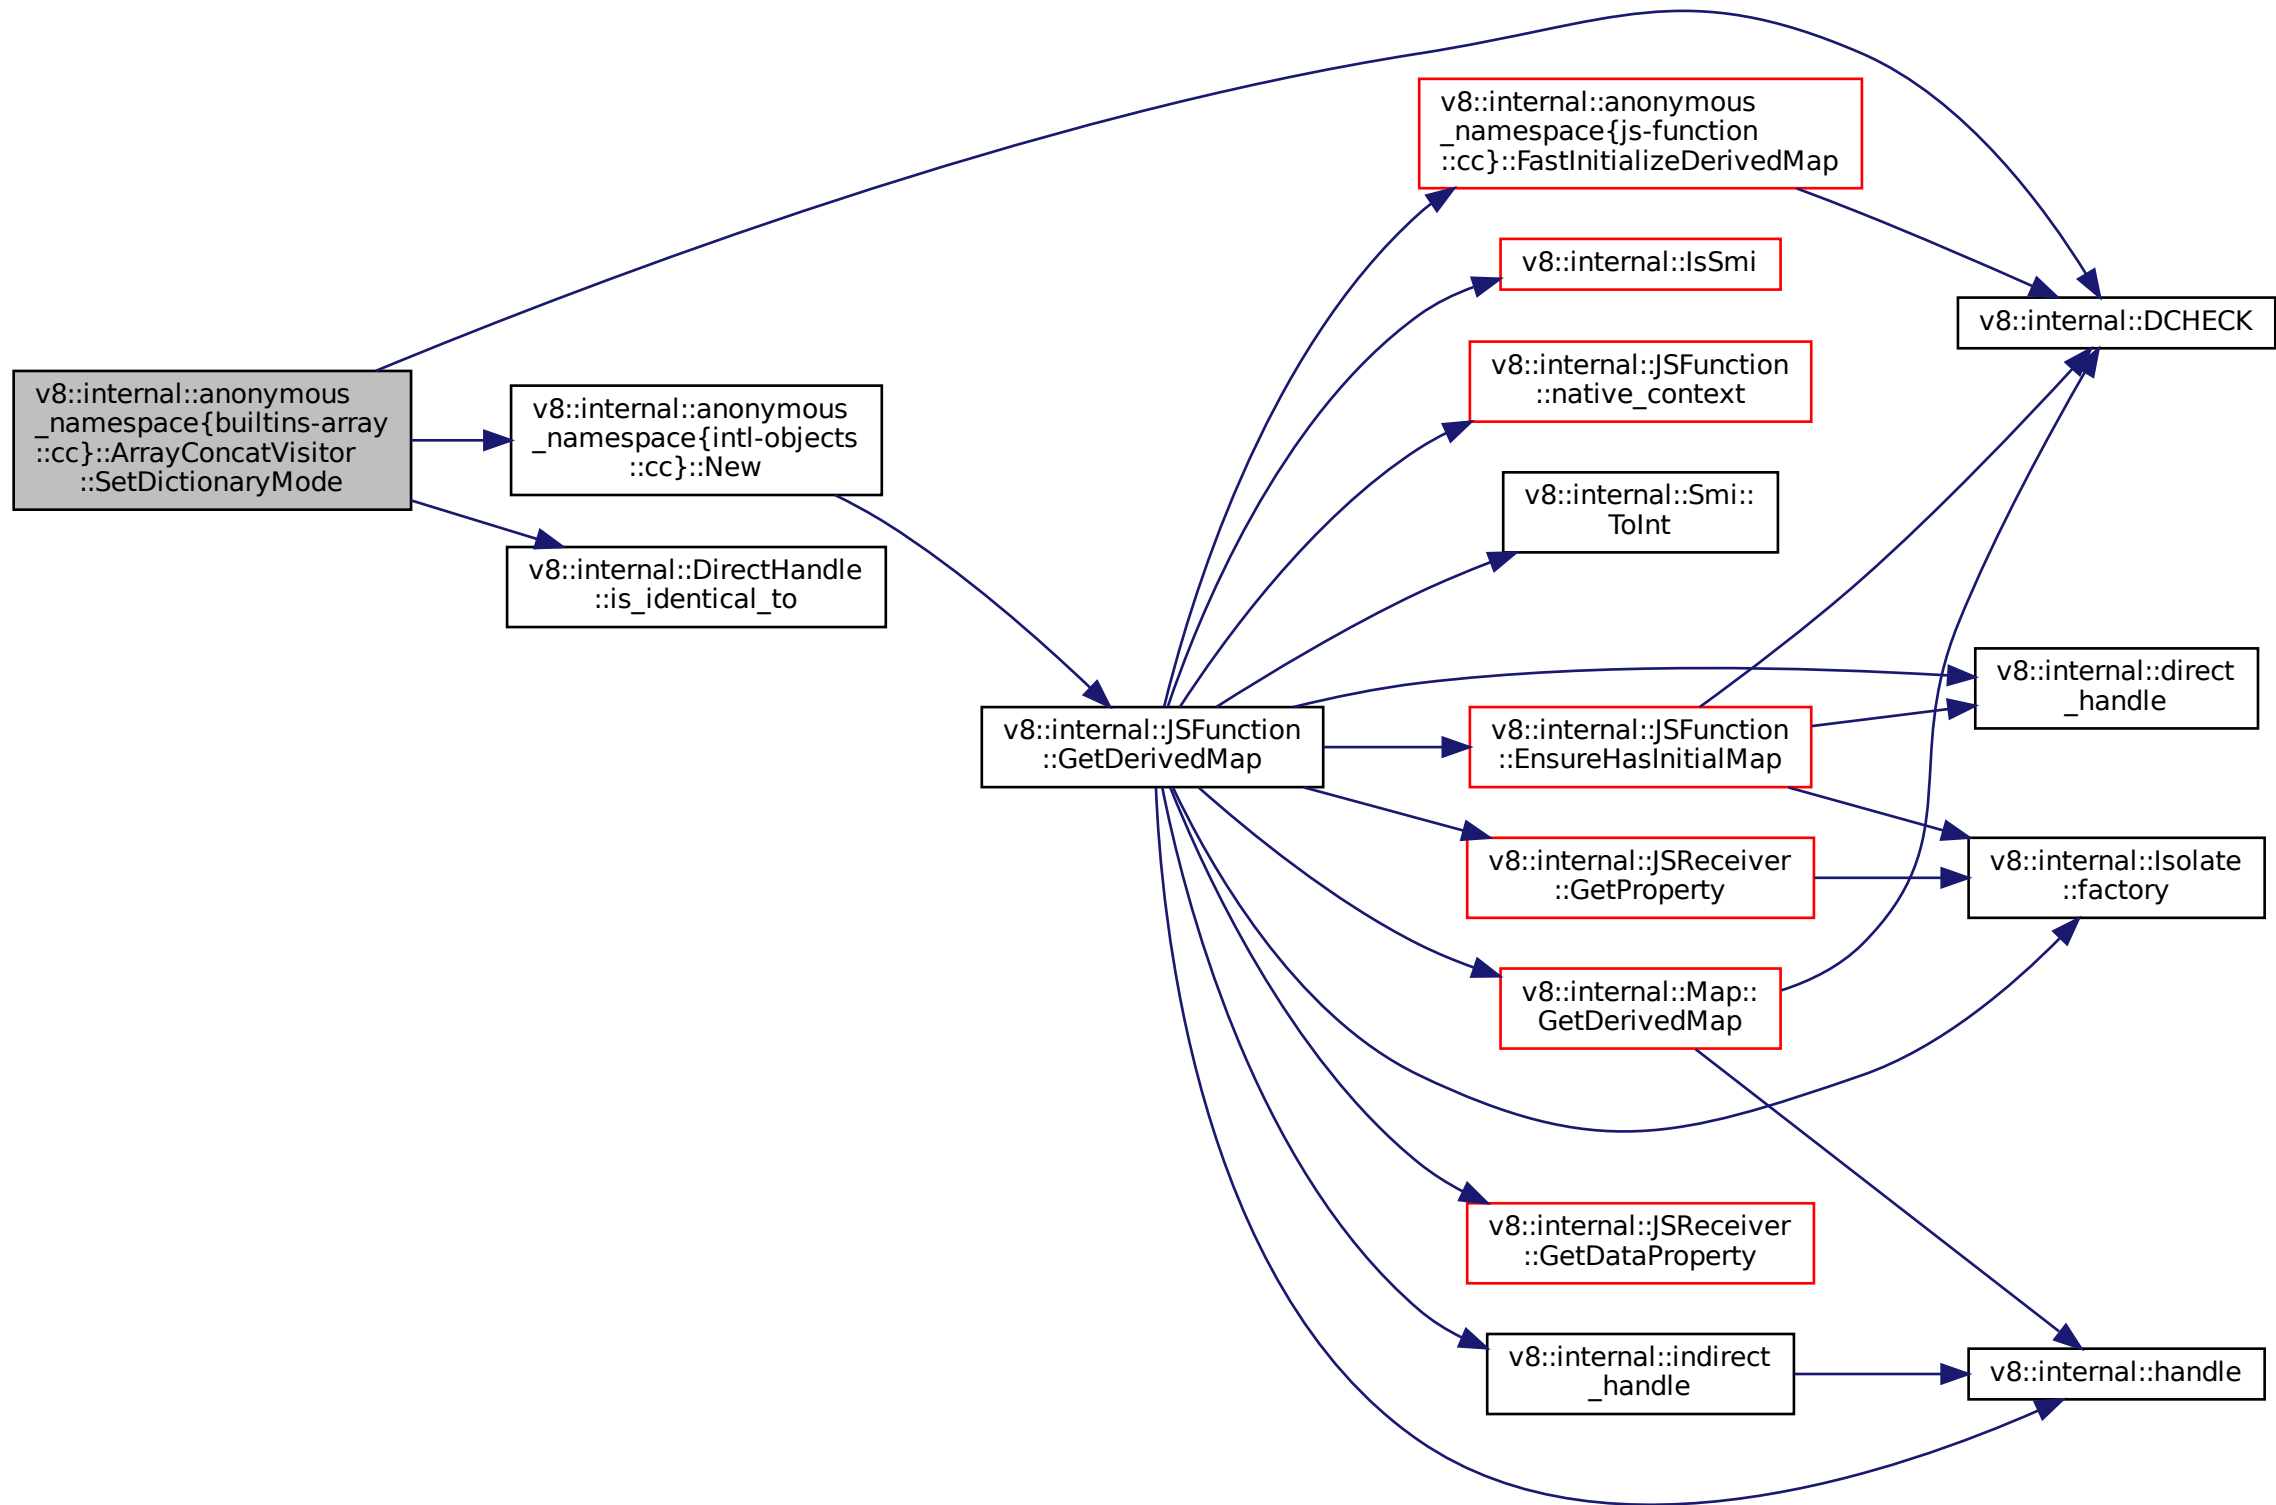 v8::internal::anonymous
_namespace{builtins-array
::cc}::ArrayConcatVisitor
::SetDictionaryMode
v8::internal::anonymous
_namespace{intl-objects
::cc}::New
v8::internal::DirectHandle
::is_identical_to
v8::internal::JSFunction
::GetDerivedMap
v8::internal::anonymous
_namespace{js-function
::cc}::FastInitializeDerivedMap
v8::internal::IsSmi
v8::internal::JSFunction
::native_context
v8::internal::Smi::
ToInt
v8::internal::JSFunction
::EnsureHasInitialMap
v8::internal::JSReceiver
::GetProperty
v8::internal::Map::
GetDerivedMap
v8::internal::JSReceiver
::GetDataProperty
v8::internal::indirect
_handle
v8::internal::DCHECK
v8::internal::direct
_handle
v8::internal::Isolate
::factory
v8::internal::handle